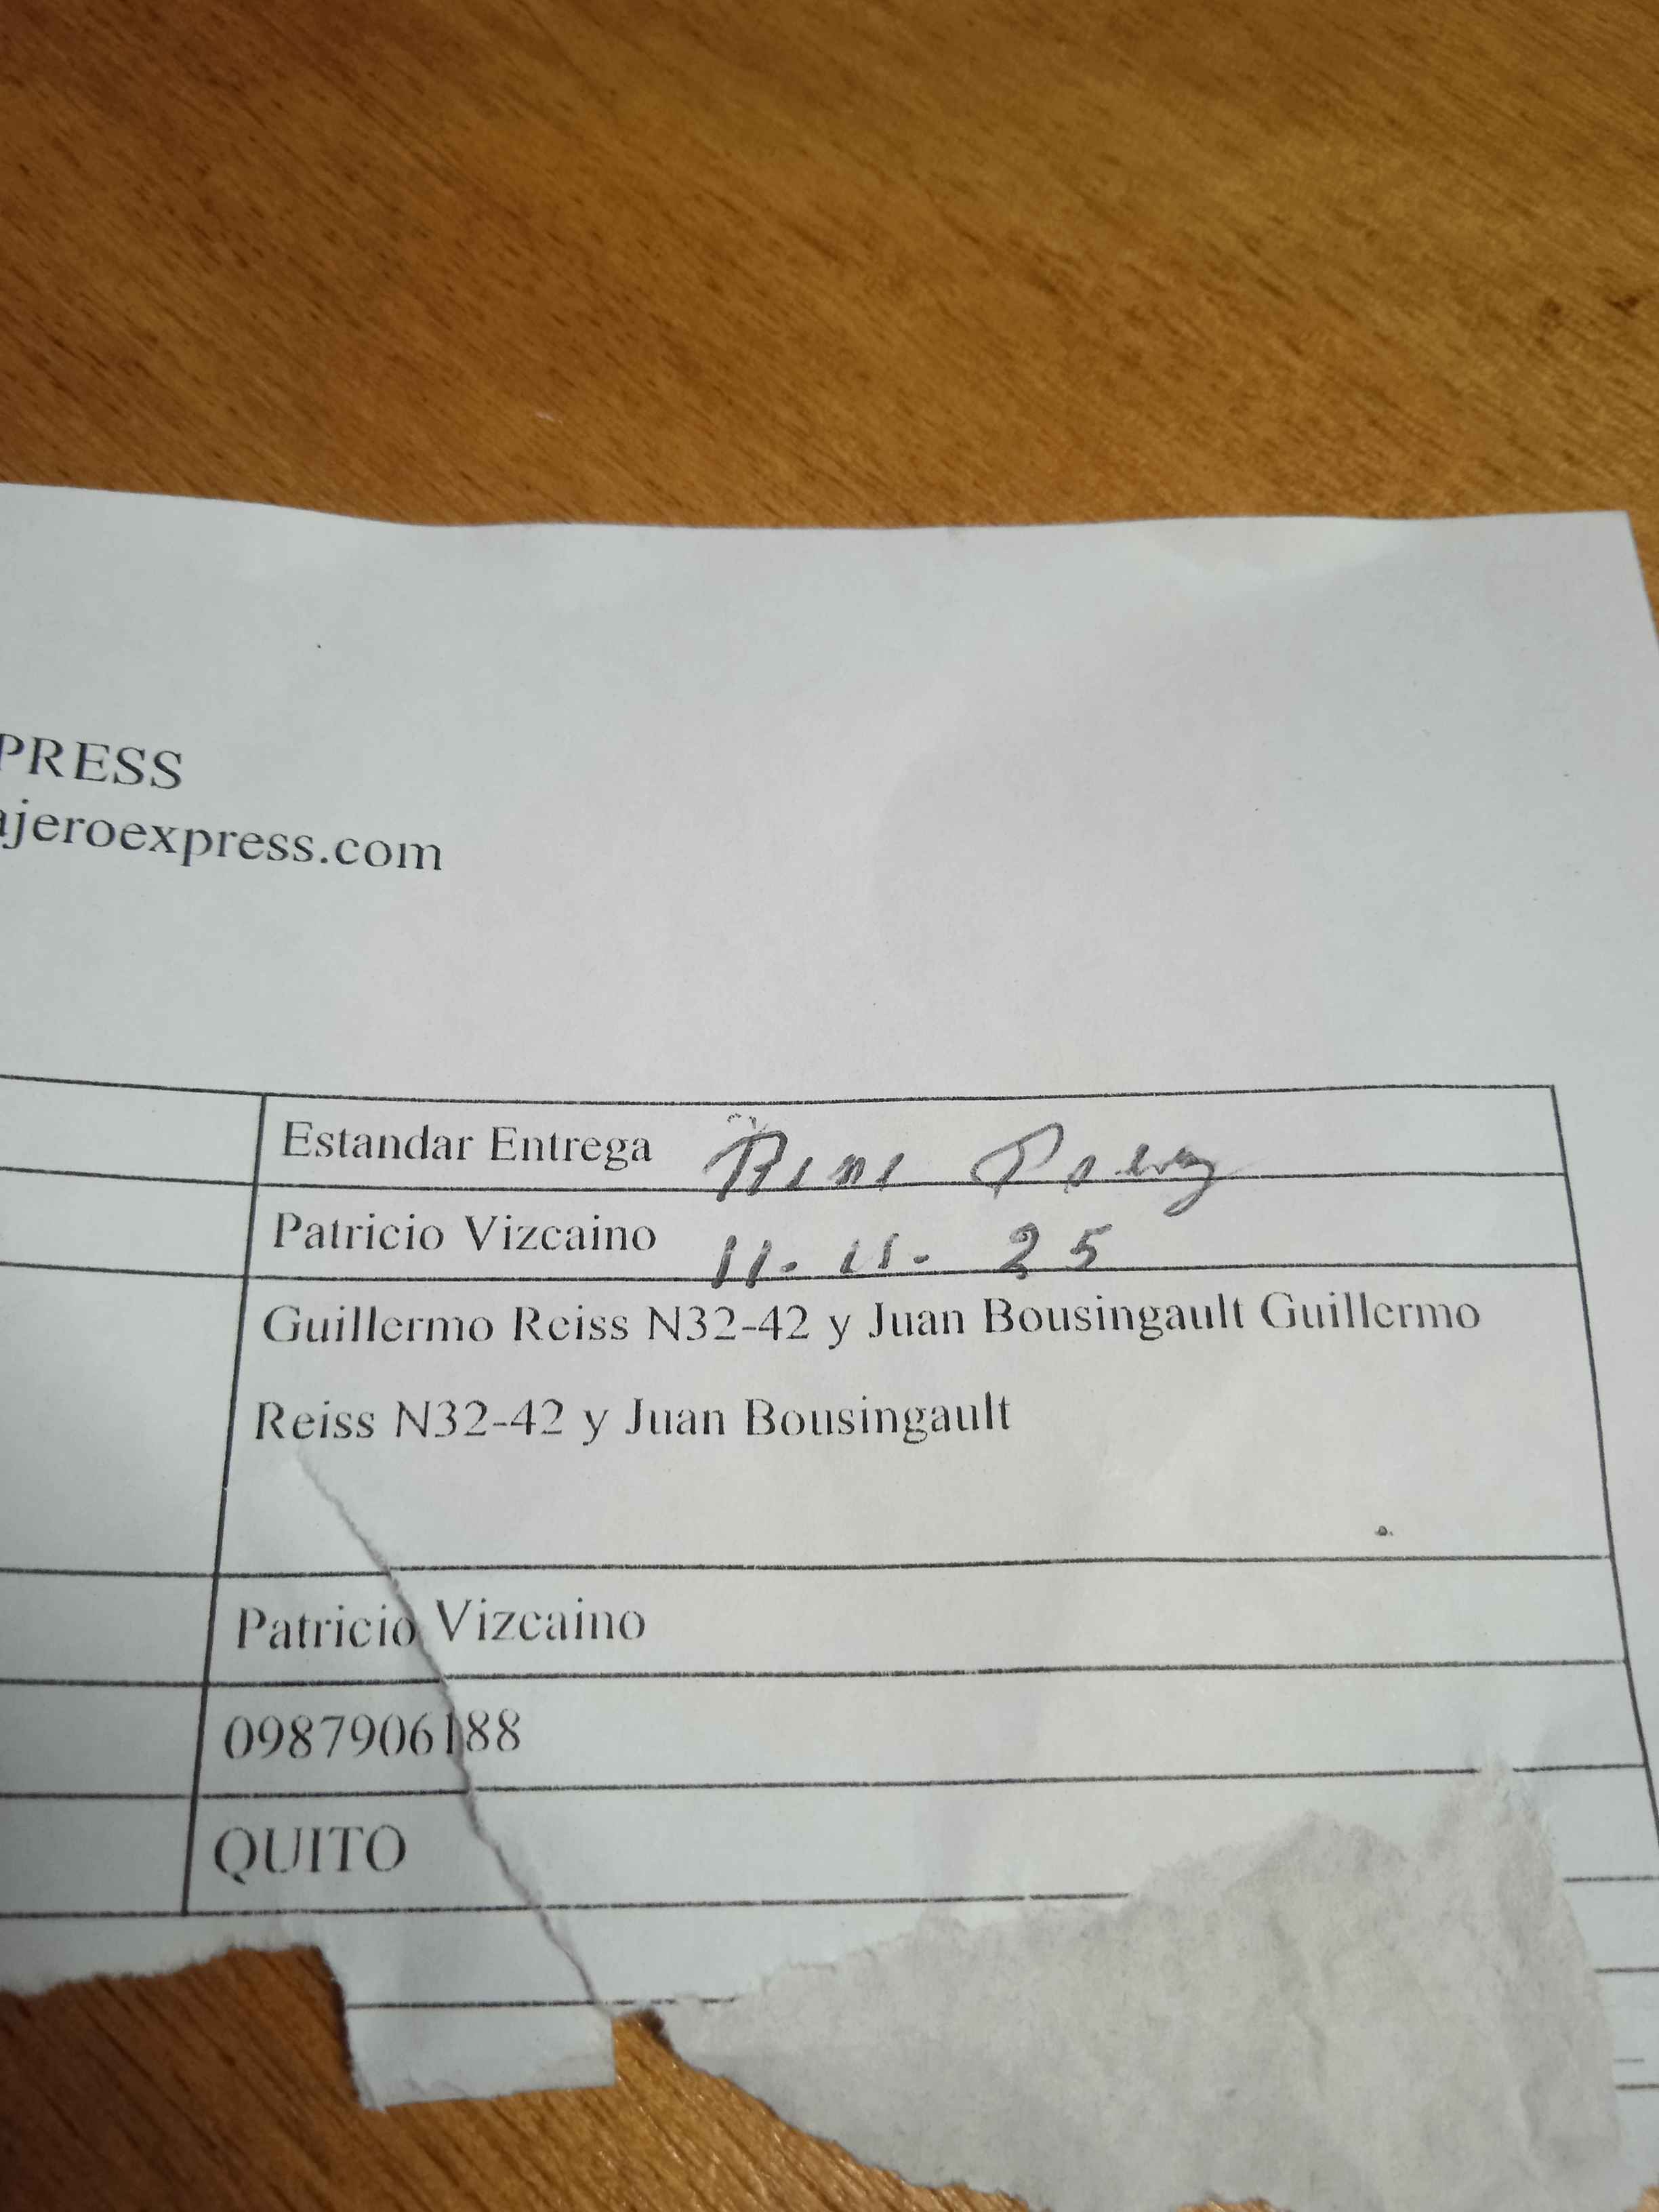 PRESS
ajeroexpress.com
Estandar Entrega
Patricio Vizcaino 11.11. 25
Guillermo Reiss N32-42 y Juan Bousingault Guillermo
Reiss N32-42 y Juan Bousingault
Patricio Vizcaino
0987906188
QUITO